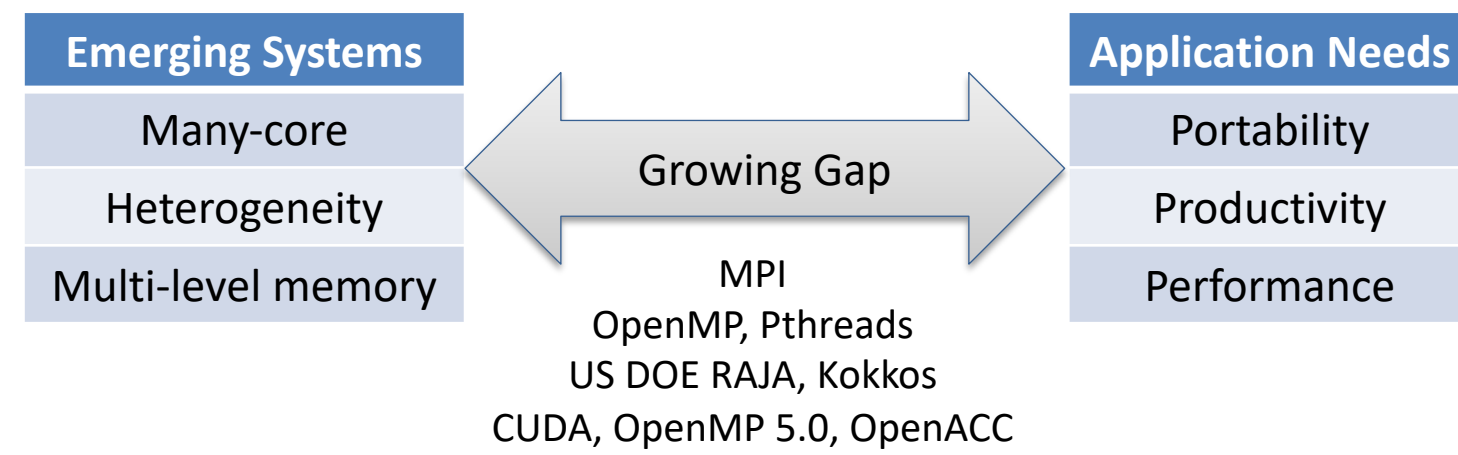 Emerging Systems
Many-core
Heterogeneity
Multi-level memory
Growing Gap
MPI
OpenMP, Pthreads
US DOE RAJA, Kokkos
CUDA, OpenMP 5.0, OpenACC
Application Needs
Portability
Productivity
Performance